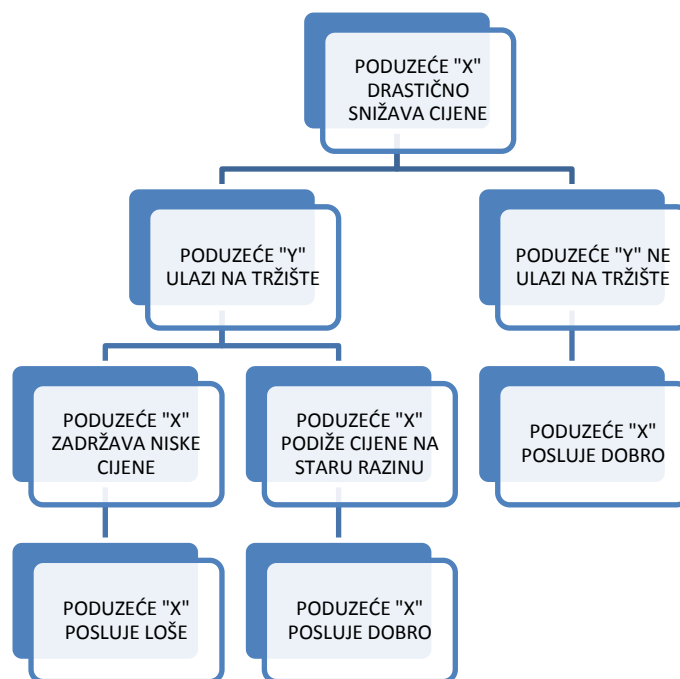 PODUZEĆE "X"
DRASTIČNO
SNIŽAVA CIJENE
PODUZEĆE "Y"
ULAZI NA TRŽIŠTE
PODUZEĆE "Y" NE
ULAZI NA TRŽIŠTE
PODUZEĆE "X"
ZADRŽAVA NISKE
CIJENE
PODUZEĆE "X"
PODIŽE CIJENE NA
STARU RAZINU
PODUZEĆE "X"
POSLUJE DOBRO
PODUZEĆE "X"
POSLUJE LOŠE
PODUZEĆE "X"
POSLUJE DOBRO